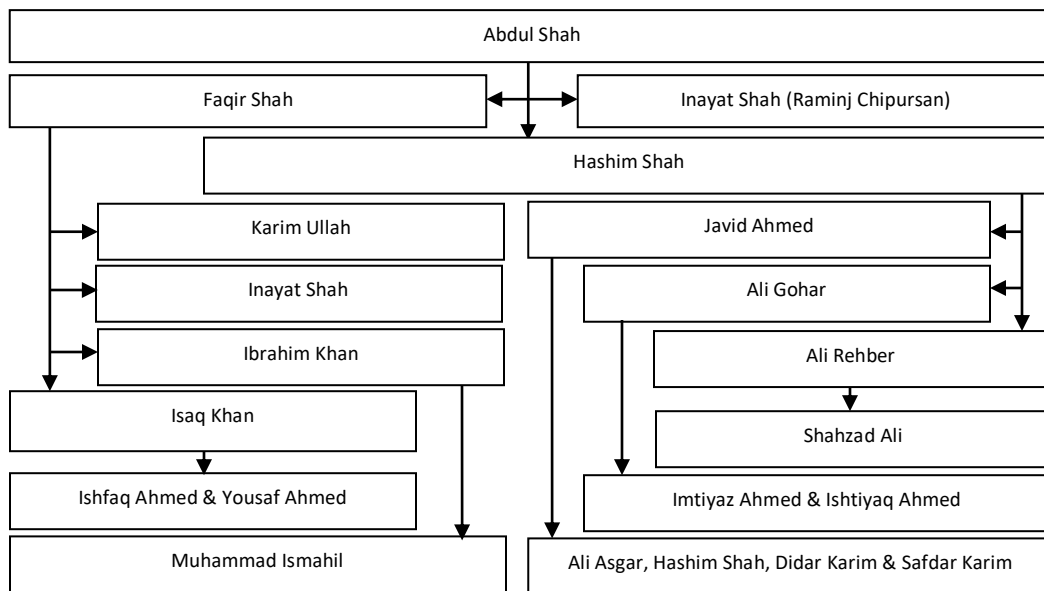 Abdul Shah
Faqir Shah
Inayat Shah (Raminj Chipursan)
Hashim Shah
Karim Ullah
Javid Ahmed
Inayat Shah
Ali Gohar
Ibrahim Khan
Ali Rehber
Isaq Khan
Shahzad Ali
Ishfaq Ahmed & Yousaf Ahmed
Imtiyaz Ahmed & Ishtiyaq Ahmed
Muhammad Ismahil
Ali Asgar, Hashim Shah, Didar Karim & Safdar Karim